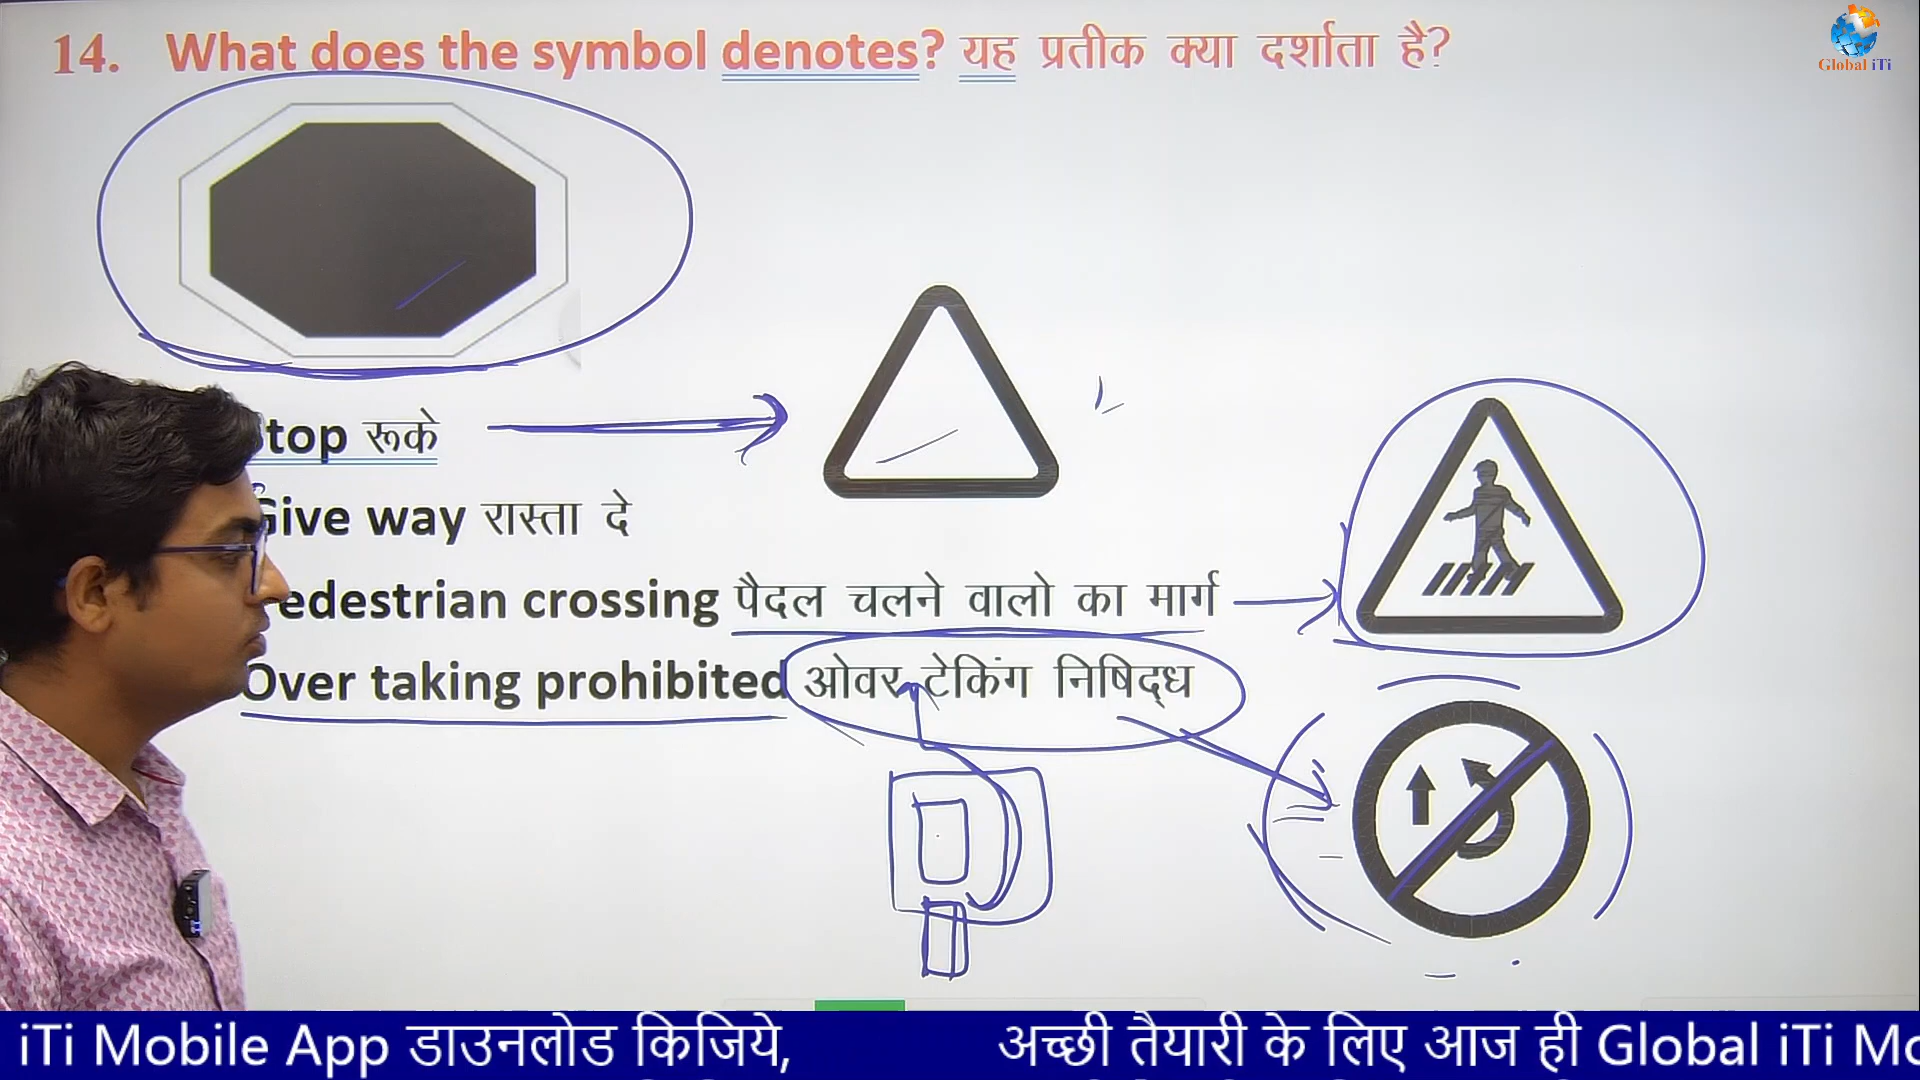 14. What does the symbol denotes? यह प्रतीक क्या दर्शाता है?
Global iTi
top रूके
Give way रास्ता दे
edestrian crossing पैदल चलने वालो का मार्ग
Over taking prohibited ओवर टेकिंग निषिद्ध
iTi Mobile App डाउनलोड किजिये, अच्छी तैयारी के लिए आज ही Global iTi Mo